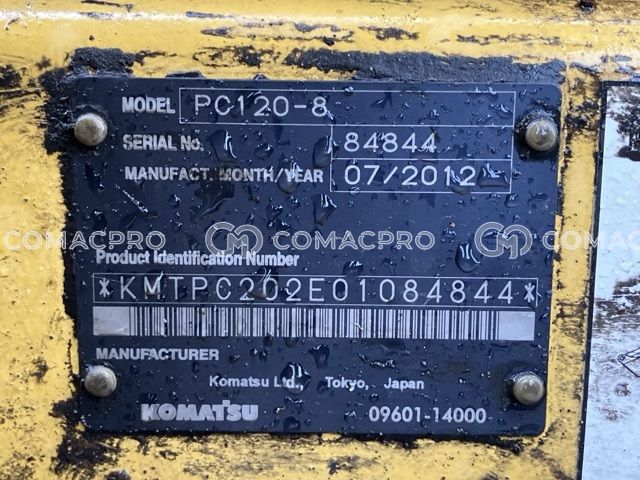 MODEL PC120-8
SERIAL No. 84844
MANUFACT. MONTH/YEAR 07/2012
COMACPRO COMACPRO COMACPRO
Product Identification Number
*KMTPC202E01084844*
MANUFACTURER
Komatsu Ltd., Tokyo, Japan
KOMATSU 09601-14000